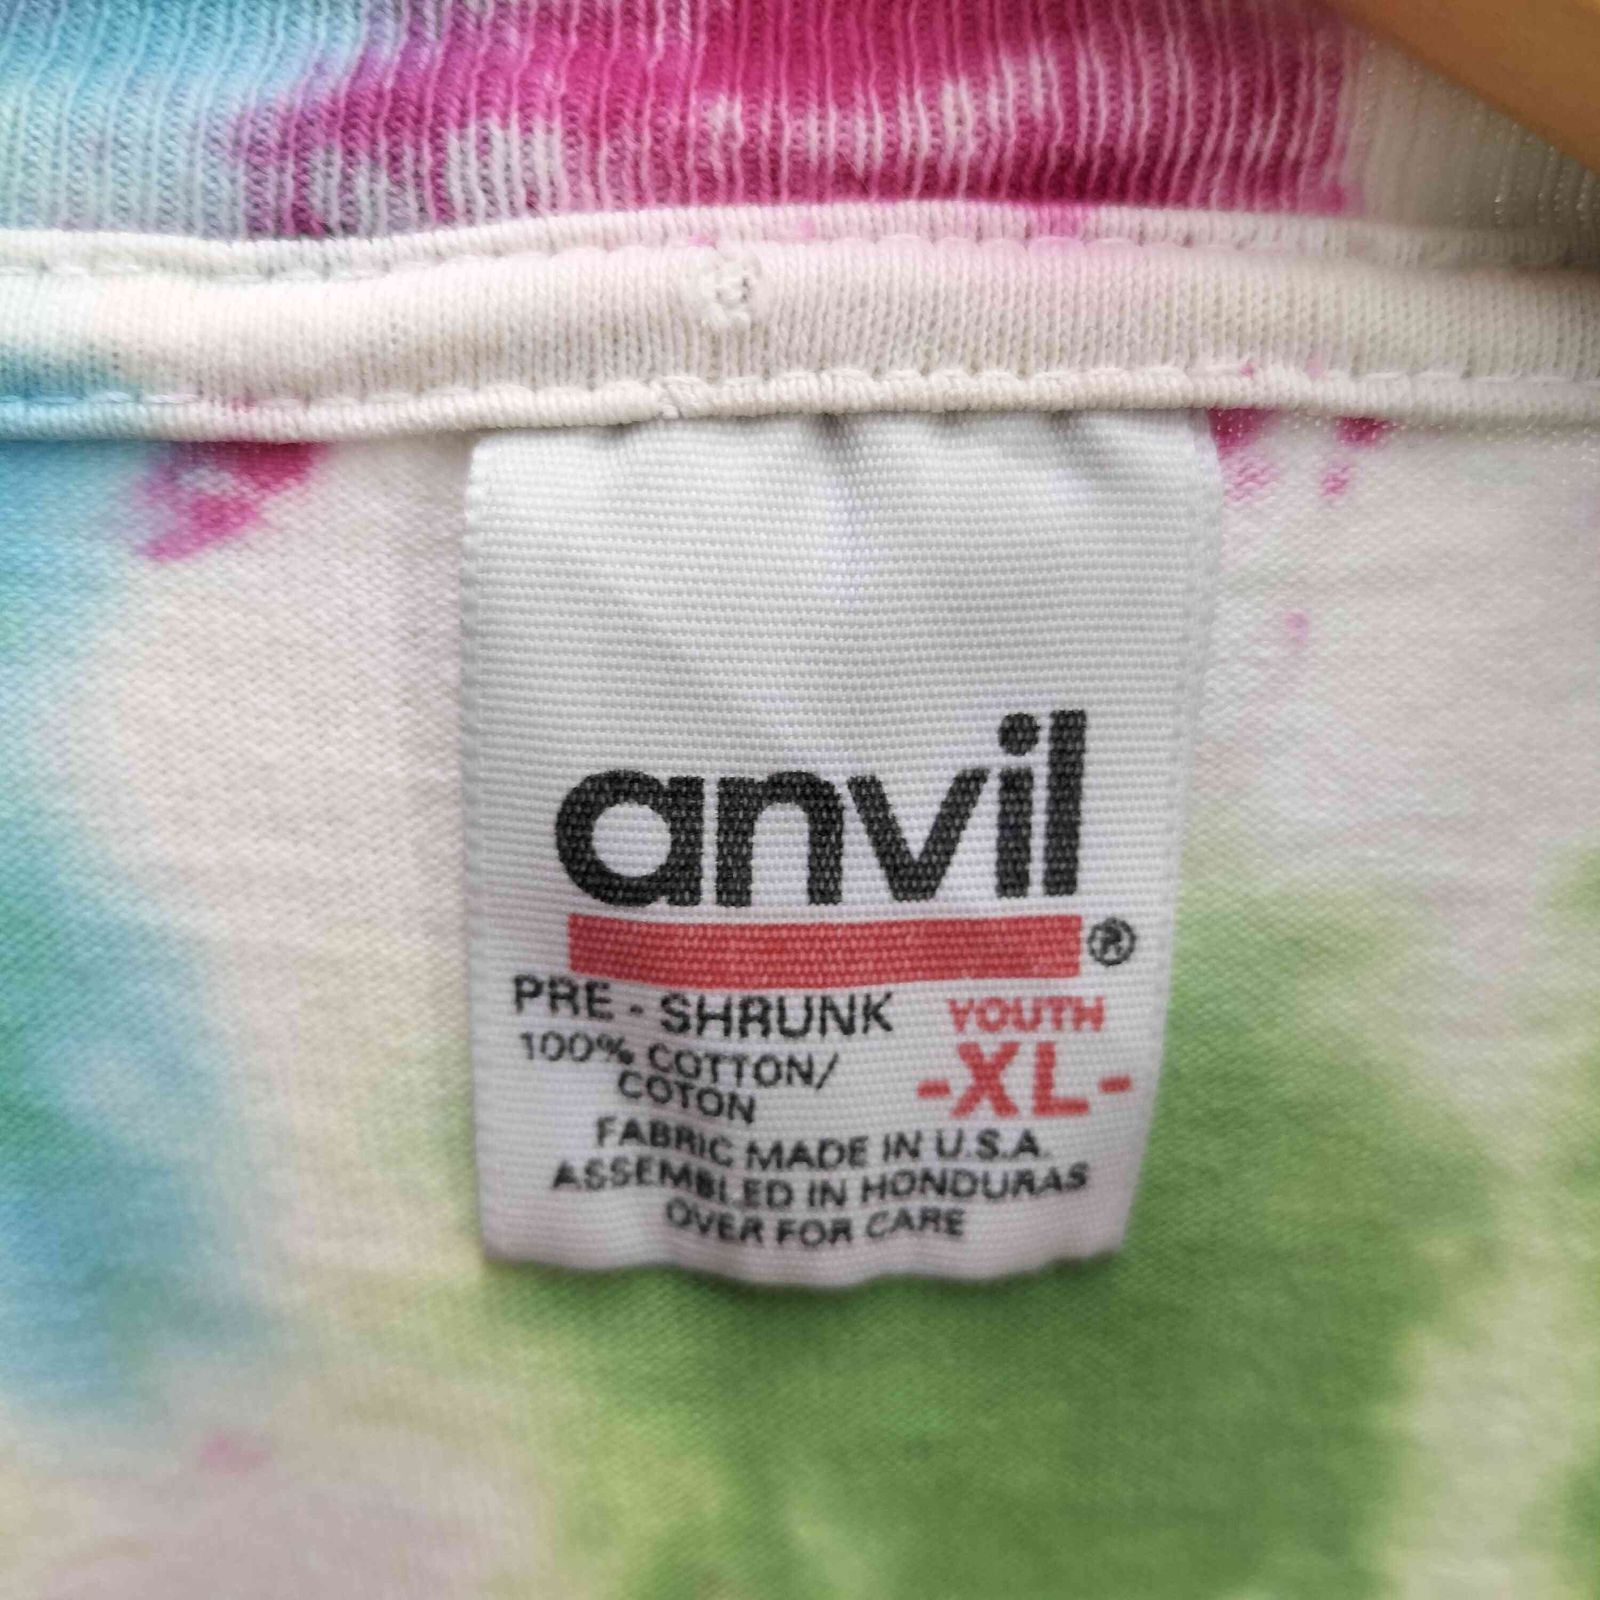 anvil
®
PRE - SHRUNK
YOUTH
100% COTTON/
COTON
-XL-
FABRIC MADE IN U.S.A.
ASSEMBLED IN HONDURAS
OVER FOR CARE